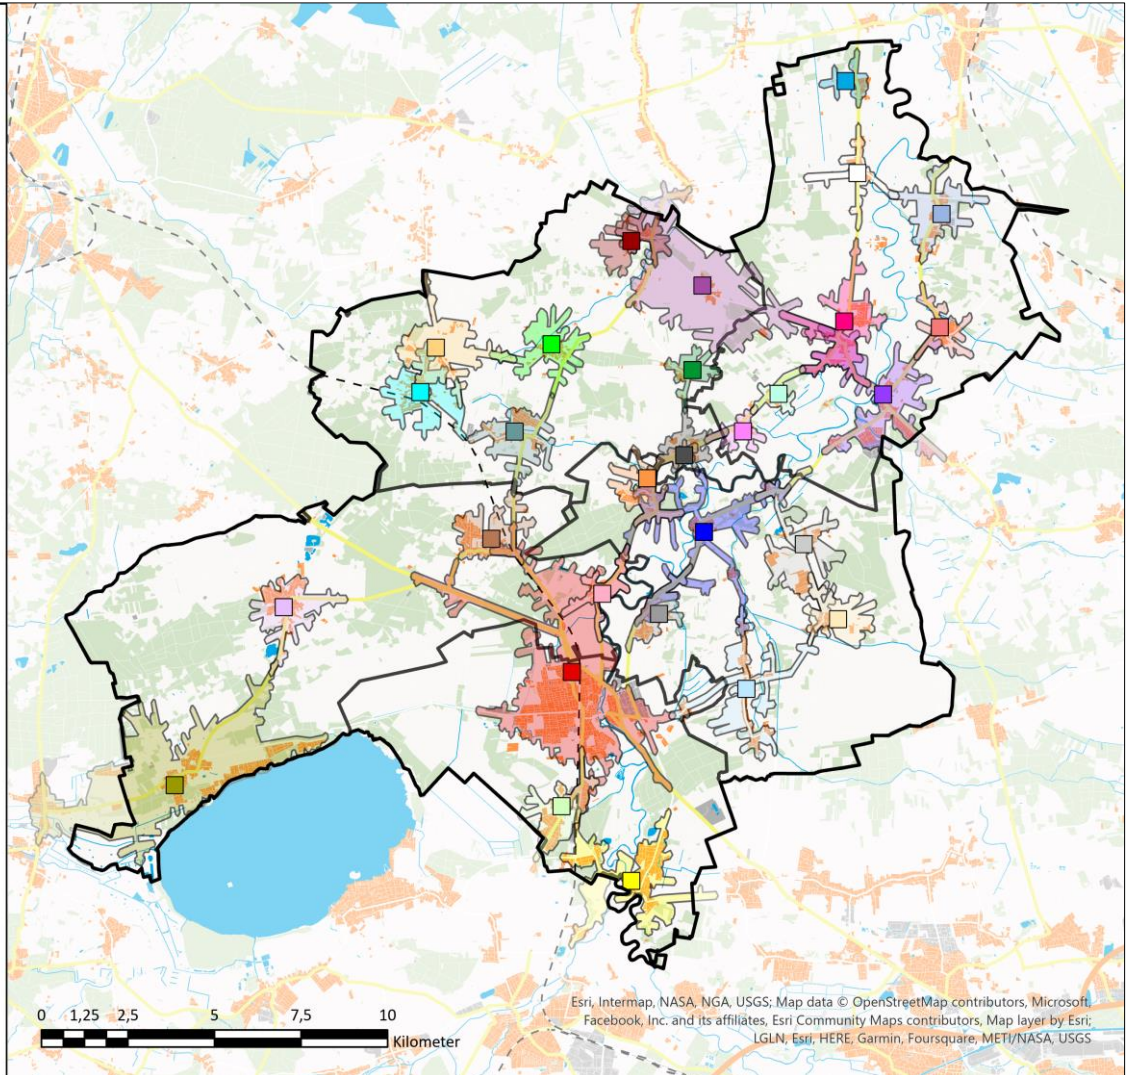 0 1,25 2,5 5 7,5 10
Kilometer
Esri, Intermap, NASA, NGA, USGS; Map data © OpenStreetMap contributors, Microsoft,
Facebook, Inc. and its affiliates, Esri Community Maps contributors, Map layer by Esri;
LGLN, Esri, HERE, Garmin, Foursquare, METI/NASA, USGS